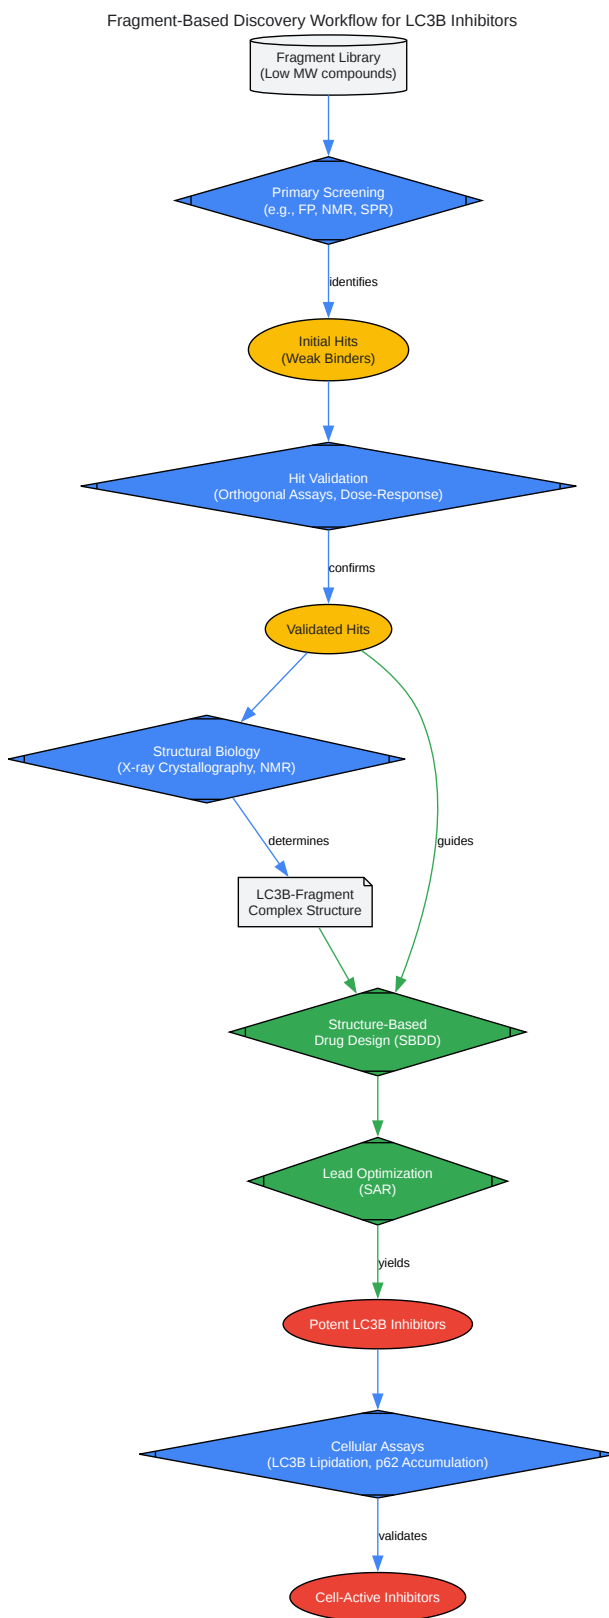 Fragment-Based Discovery Workflow for LC3B Inhibitors
Fragment Library
(Low MW compounds)
Primary Screening
(e.g., FP, NMR, SPR)
identifies
Initial Hits
(Weak Binders)
Hit Validation
(Orthogonal Assays, Dose-Response)
confirms
Validated Hits
Structural Biology
(X-ray Crystallography, NMR)
determines
guides
LC3B-Fragment
Complex Structure
Structure-Based
Drug Design (SBDD)
Lead Optimization
(SAR)
yields
Potent LC3B Inhibitors
Cellular Assays
(LC3B Lipidation, p62 Accumulation)
validates
Cell-Active Inhibitors